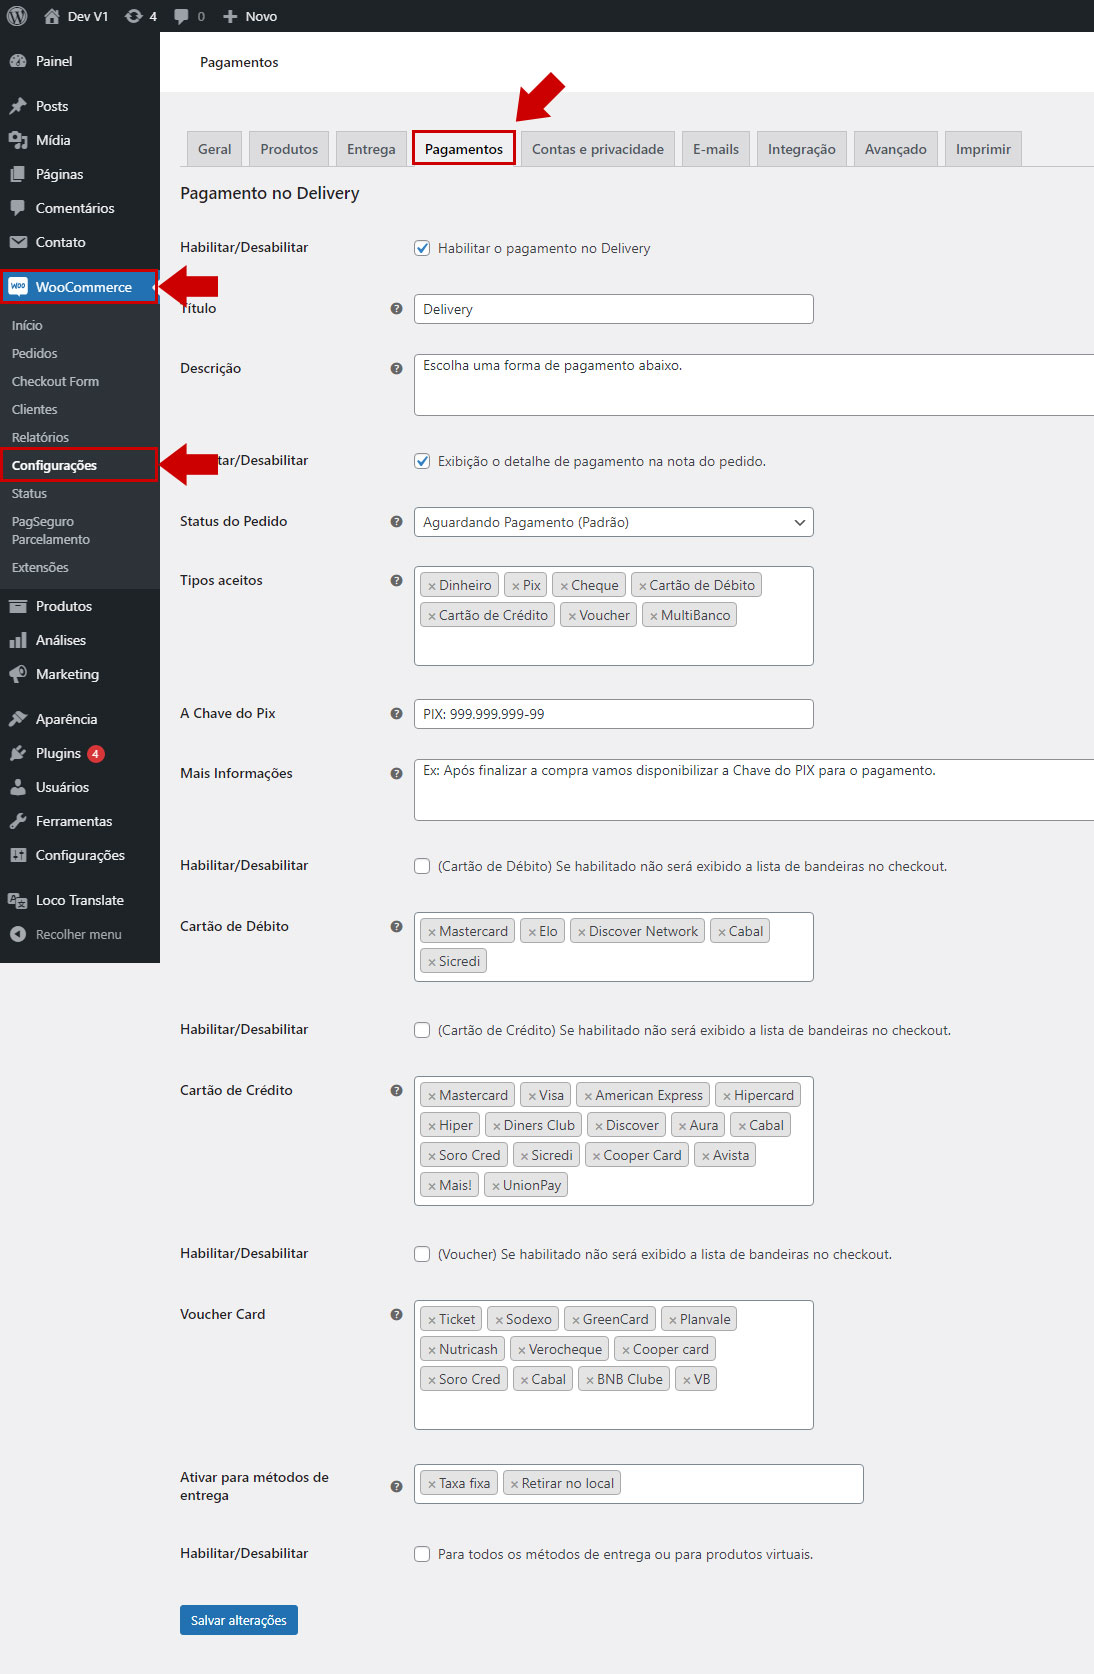 Dev V1 4 0 Novo
Painel
Posts
Mídia
Páginas
Comentários
Contato
WooCommerce
Início
Pedidos
Checkout Form
Clientes
Relatórios
Configurações
Status
PagSeguro
Parcelamento
Extensões
Produtos
Análises
Marketing
Aparência
Plugins 4
Usuários
Ferramentas
Configurações
Loco Translate
Recolher menu
Pagamentos
Geral Produtos Entrega Pagamentos Contas e privacidade E-mails Integração Avançado Imprimir
Pagamento no Delivery
Habilitar/Desabilitar Habilitar o pagamento no Delivery
Título Delivery
Descrição Escolha uma forma de pagamento abaixo.
tar/Desabilitar Exibição o detalhe de pagamento na nota do pedido.
Status do Pedido Aguardando Pagamento (Padrão)
Tipos aceitos × Dinheiro × Pix × Cheque × Cartão de Débito
× Cartão de Crédito × Voucher × MultiBanco
A Chave do Pix PIX: 999.999.999-99
Mais Informações Ex: Após finalizar a compra vamos disponibilizar a Chave do PIX para o pagamento.
Habilitar/Desabilitar (Cartão de Débito) Se habilitado não será exibido a lista de bandeiras no checkout.
Cartão de Débito × Mastercard × Elo × Discover Network × Cabal
× Sicredi
Habilitar/Desabilitar (Cartão de Crédito) Se habilitado não será exibido a lista de bandeiras no checkout.
Cartão de Crédito × Mastercard × Visa × American Express × Hipercard
× Hiper × Diners Club × Discover × Aura × Cabal
× Soro Cred × Sicredi × Cooper Card × Avista
× Mais! × UnionPay
Habilitar/Desabilitar (Voucher) Se habilitado não será exibido a lista de bandeiras no checkout.
Voucher Card × Ticket × Sodexo × GreenCard × Planvale
× Nutricash × Verocheque × Cooper card
× Soro Cred × Cabal × BNB Clube × VB
Ativar para métodos de
entrega × Taxa fixa × Retirar no local
Habilitar/Desabilitar Para todos os métodos de entrega ou para produtos virtuais.
Salvar alterações